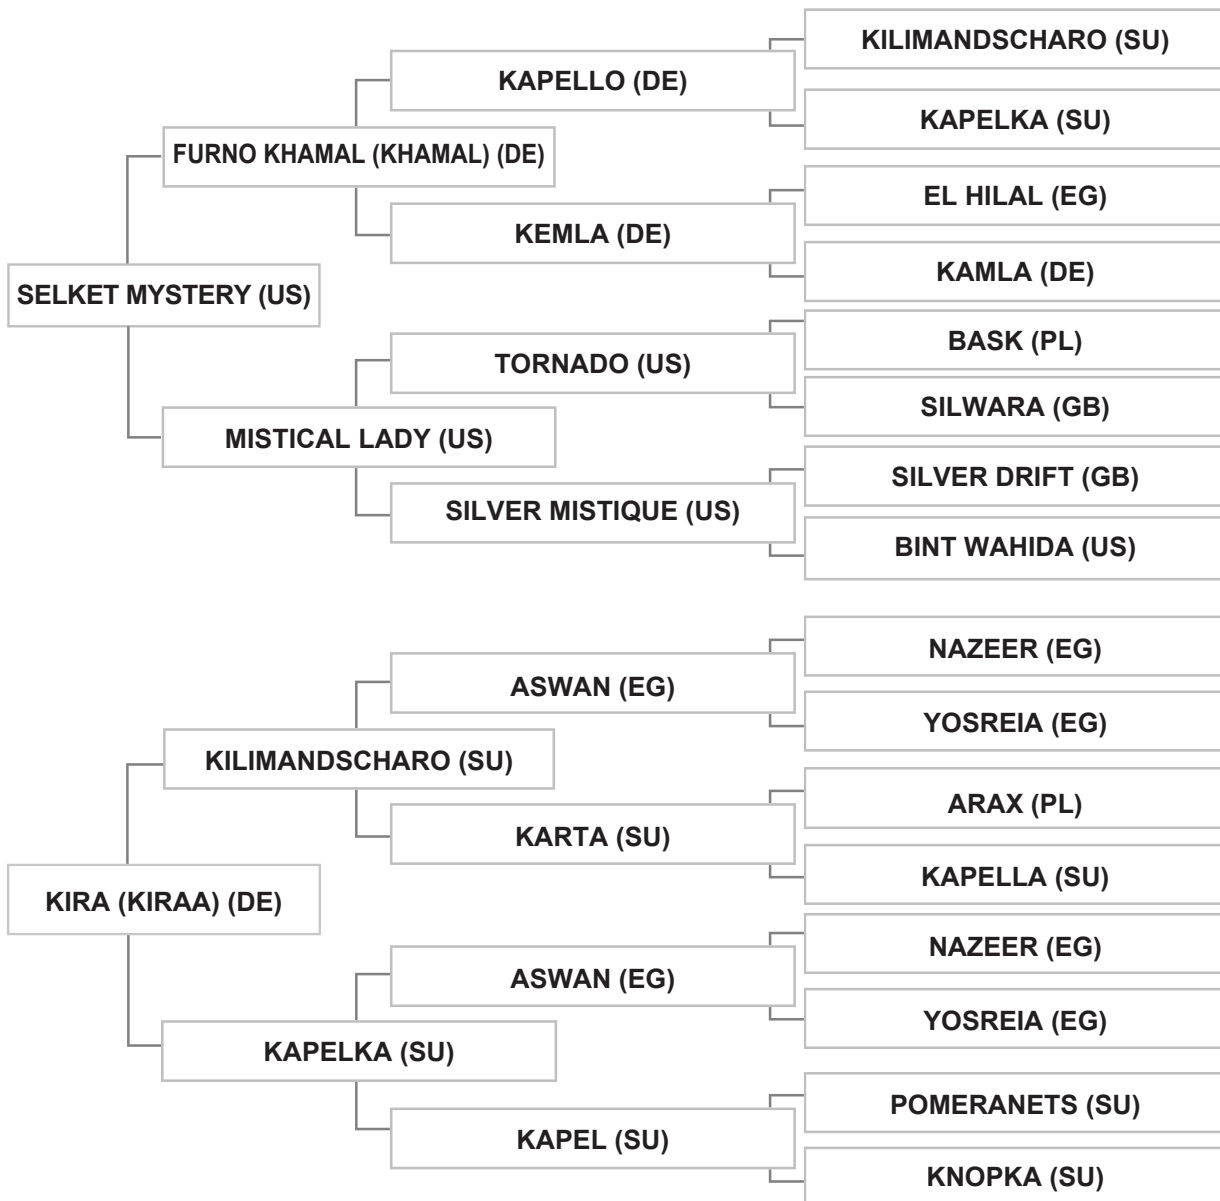 KILIMANDSCHARO (SU)
KAPELLO (DE)
KAPELKA (SU)
FURNO KHAMAL (KHAMAL) (DE)
EL HILAL (EG)
KEMLA (DE)
KAMLA (DE)
SELKET MYSTERY (US)
BASK (PL)
TORNADO (US)
SILWARA (GB)
MISTICAL LADY (US)
SILVER DRIFT (GB)
SILVER MISTIQUE (US)
BINT WAHIDA (US)
NAZEER (EG)
ASWAN (EG)
YOSREIA (EG)
KILIMANDSCHARO (SU)
ARAX (PL)
KARTA (SU)
KAPELLA (SU)
KIRA (KIRAA) (DE)
NAZEER (EG)
ASWAN (EG)
YOSREIA (EG)
KAPELKA (SU)
POMERANETS (SU)
KAPEL (SU)
KNOPKA (SU)